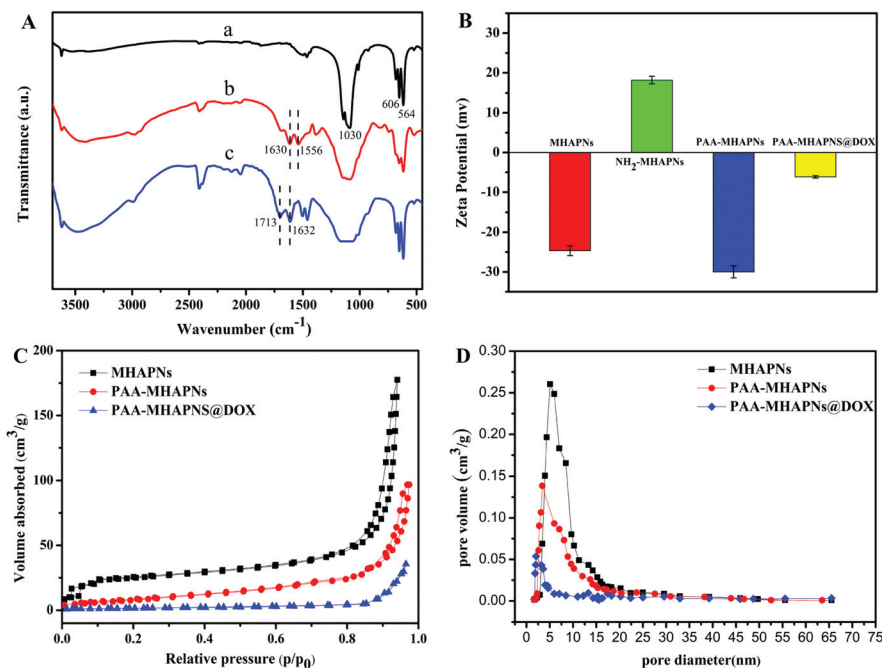 A
a
b
c
606
564
1030
1630
1556
1713
1632
Transmittance (a.u.)
3500 3000 2500 2000 1500 1000 500
Wavenumber (cm-1)
B
30
20
10
0
-10
-20
-30
Zeta Potential (mv)
MHAPNs
NH2-MHAPNs
PAA-MHAPNs
PAA-MHAPNS@DOX
C
200
150
100
50
0
Volume absorbed (cm3/g)
MHAPNs
PAA-MHAPNs
PAA-MHAPNS@DOX
0.0 0.2 0.4 0.6 0.8 1.0
Relative pressure (p/p0)
D
0.30
0.25
0.20
0.15
0.10
0.05
0.00
pore volume (cm3/g)
MHAPNs
PAA-MHAPNs
PAA-MHAPNs@DOX
0 5 10 15 20 25 30 35 40 45 50 55 60 65 70 75
pore diameter(nm)